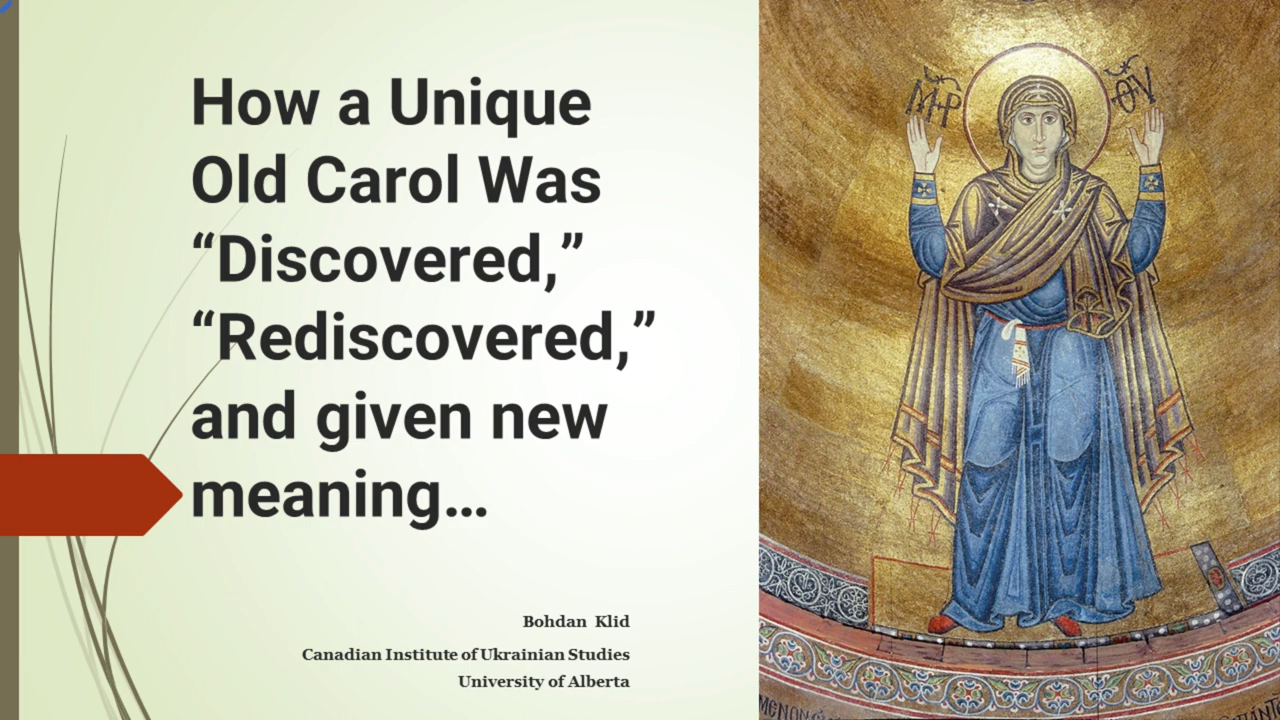 How a Unique
Old Carol Was
“Discovered,”
“Rediscovered,”
and given new
meaning…
Bohdan Klid
Canadian Institute of Ukrainian Studies
University of Alberta
ΜΡ
ΘΥ